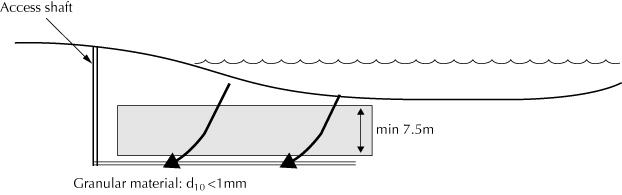 Access shaft
min 7.5m
Granular material: d₁₀ <1mm